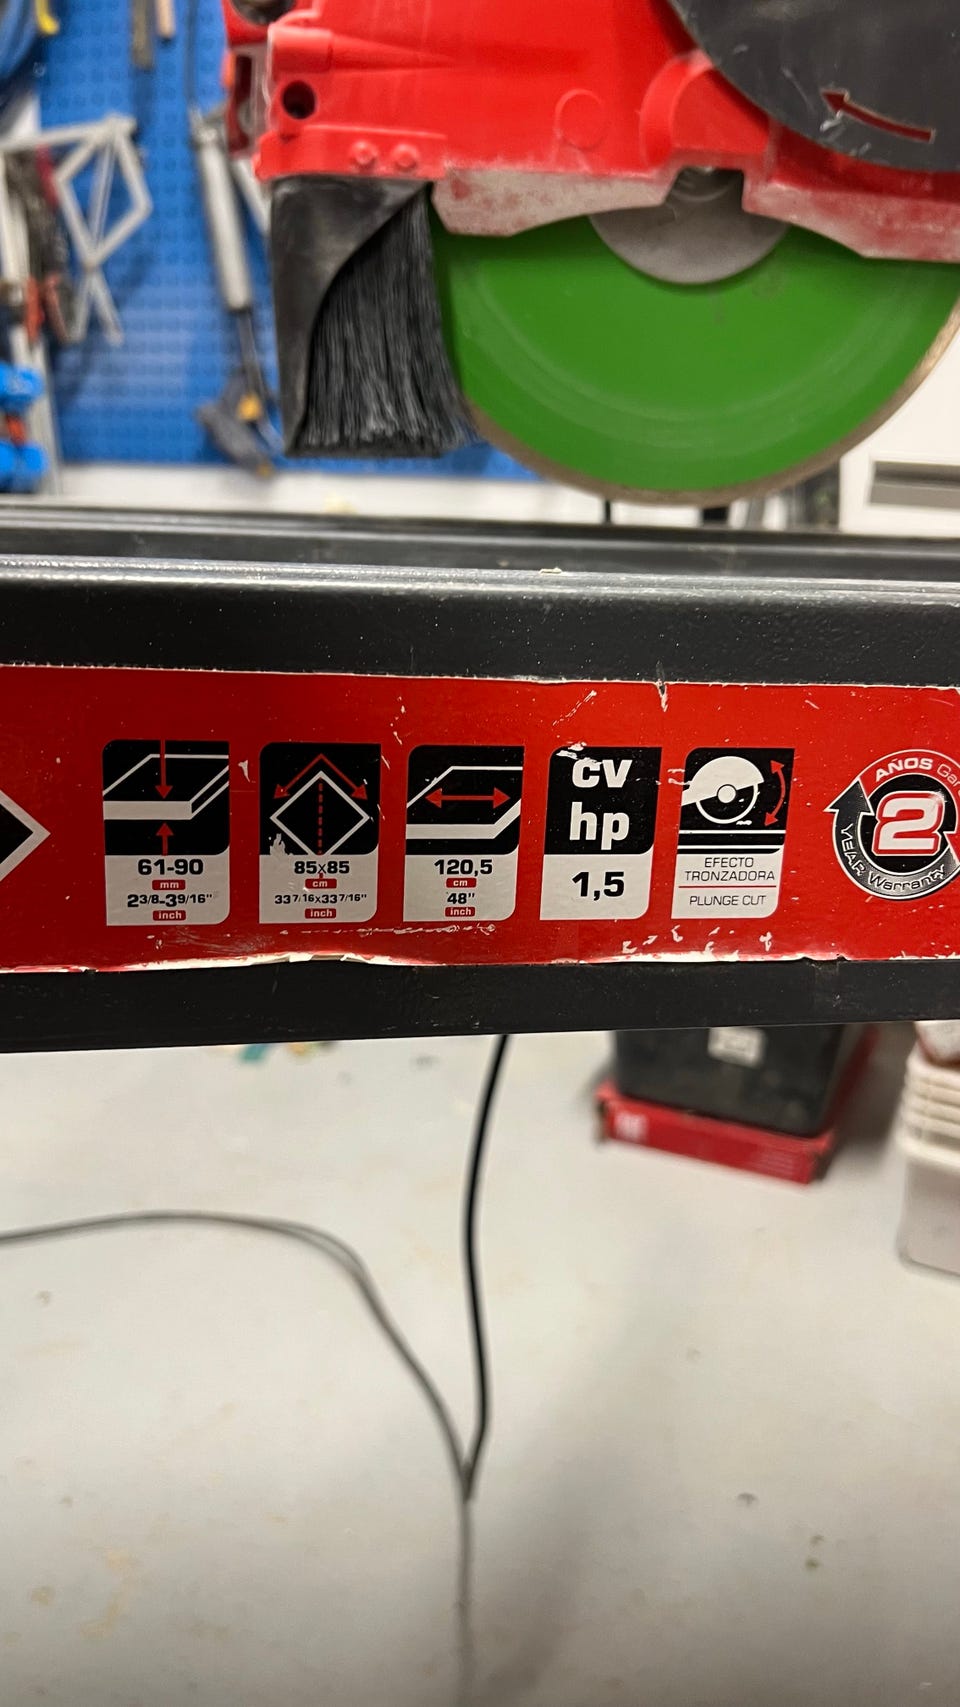 61-90
mm
2 3/8-3 9/16"
inch
85x85
cm
33 7/16x33 7/16"
inch
120,5
cm
48"
inch
cv
hp
1,5
EFECTO
TRONZADORA
PLUNGE CUT
AÑOS
2
YEAR Warranty